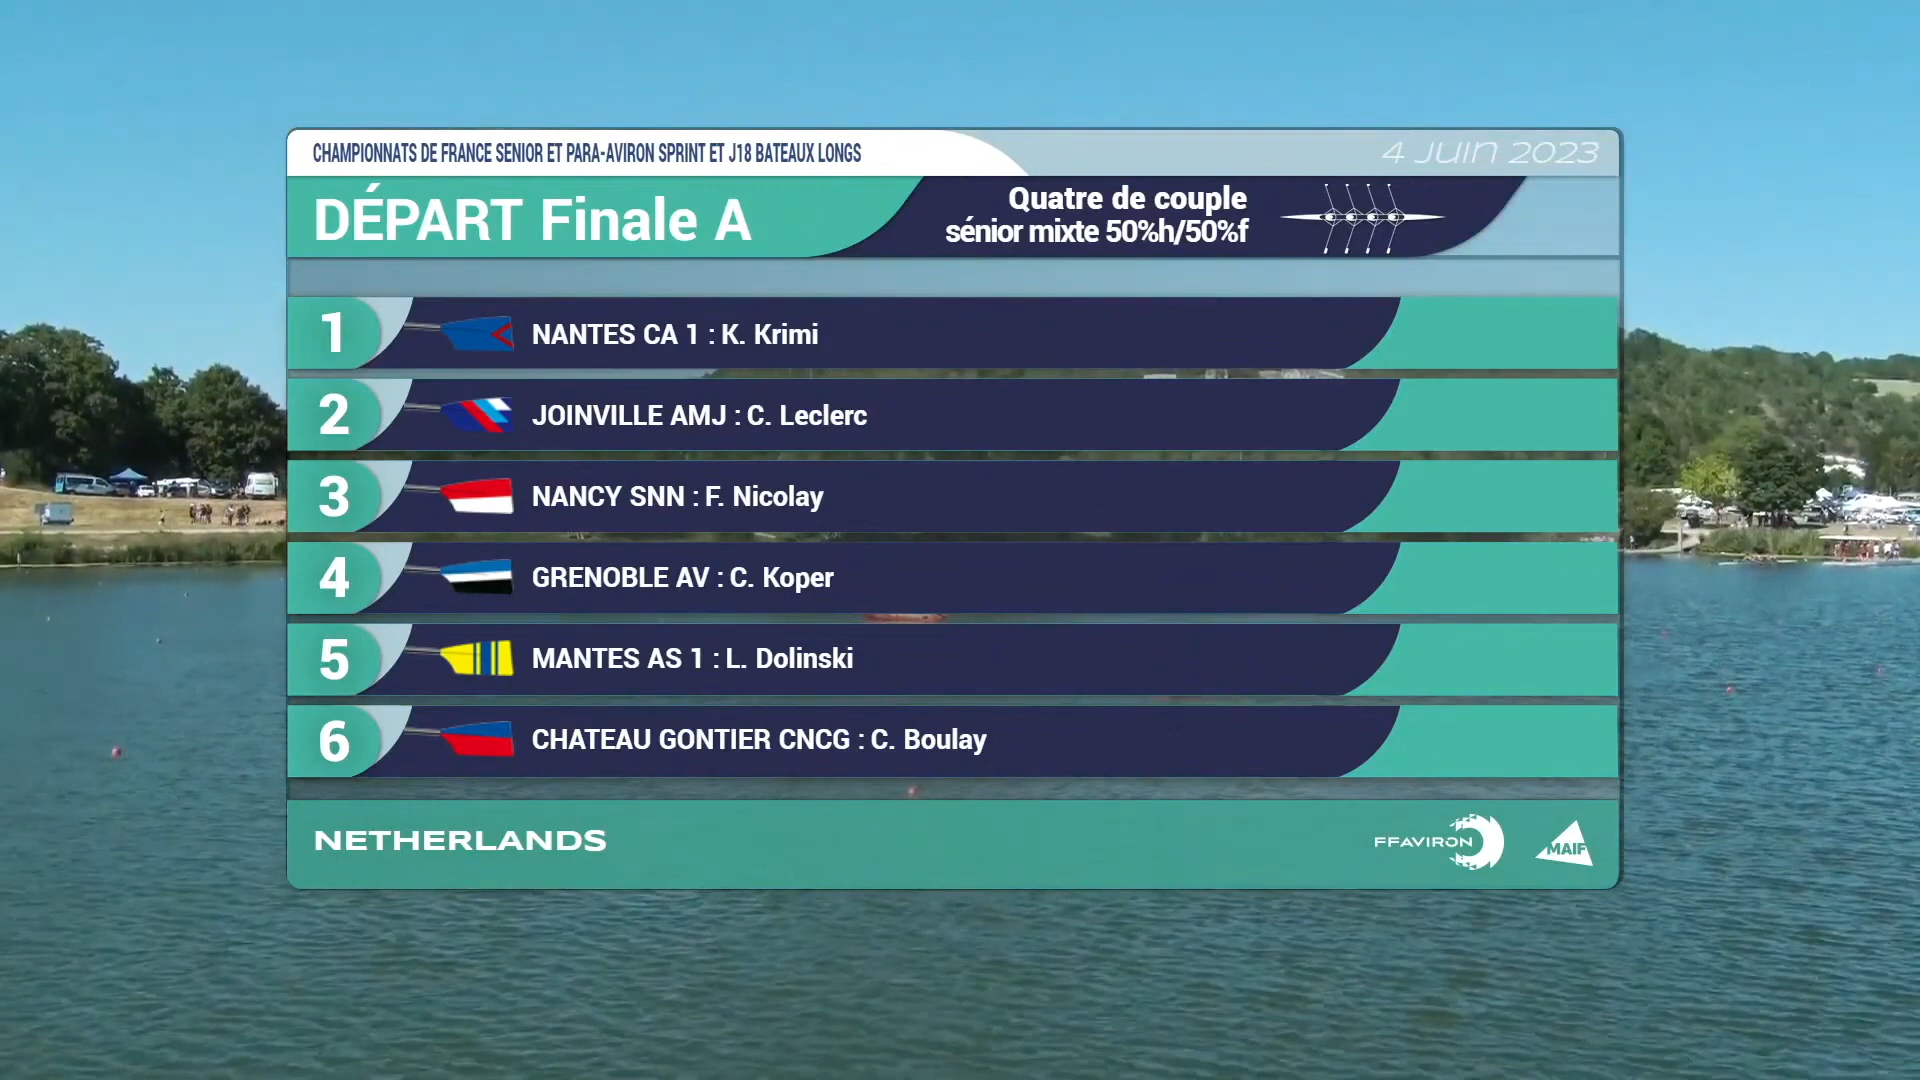 CHAMPIONNATS DE FRANCE SENIOR ET PARA-AVIRON SPRINT ET J18 BATEAUX LONGS
4 JUIN 2023
DÉPART Finale A
Quatre de couple
sénior mixte 50%h/50%f
1 NANTES CA 1 : K. Krimi
2 JOINVILLE AMJ : C. Leclerc
3 NANCY SNN : F. Nicolay
4 GRENOBLE AV : C. Koper
5 MANTES AS 1 : L. Dolinski
6 CHATEAU GONTIER CNCG : C. Boulay
NETHERLANDS
FFAVIRON
MAIF